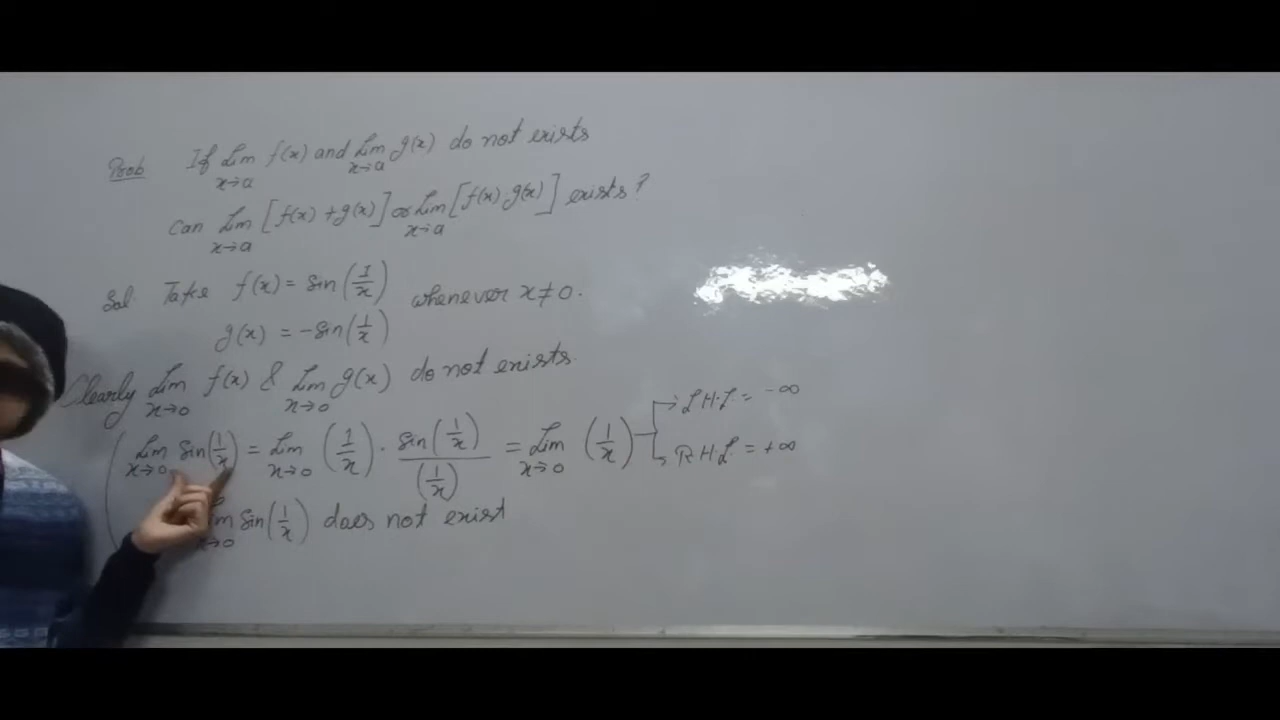 Prob If Lim x→a f(x) and Lim x→a g(x) do not exists
can Lim x→a [f(x) + g(x)] or Lim x→a [f(x) · g(x)] exists?
Sol. Take f(x) = sin(1/x) whenever x ≠ 0.
g(x) = -sin(1/x)
Clearly Lim x→0 f(x) & Lim x→0 g(x) do not exists.
( Lim x→0 sin(1/x) = Lim x→0 (1/x) · sin(1/x)/(1/x) = Lim x→0 (1/x) → L.H.L = -∞
→ R.H.L = +∞
x→0 sin(1/x) does not exist